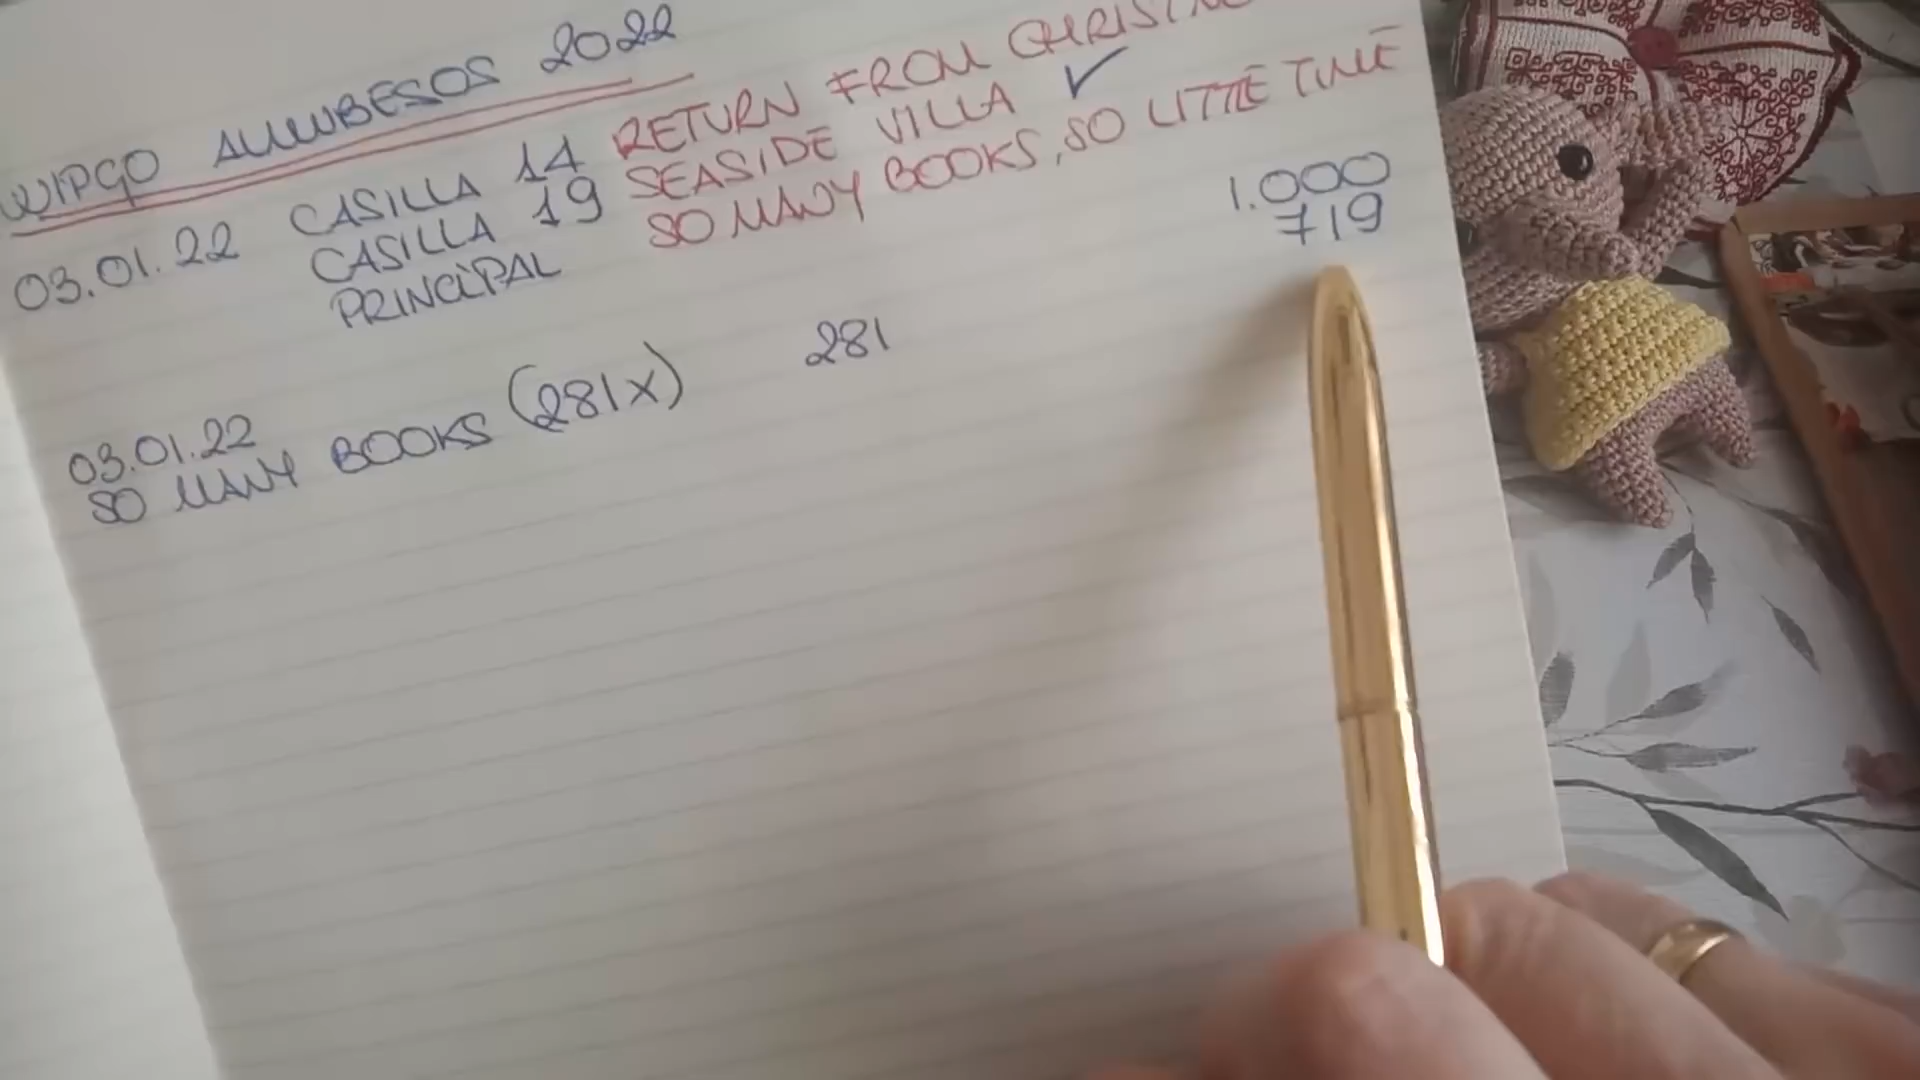 WIPGO AMMBESOS 2022
03.01.22 CASILLA 14 RETURN FROM
CASILLA 19 SEASIDE VILLA ✓
PRINCIPAL SO MANY BOOKS, SO LITTLE TIME
1.000
719
281
03.01.22
SO MANY BOOKS (281X)